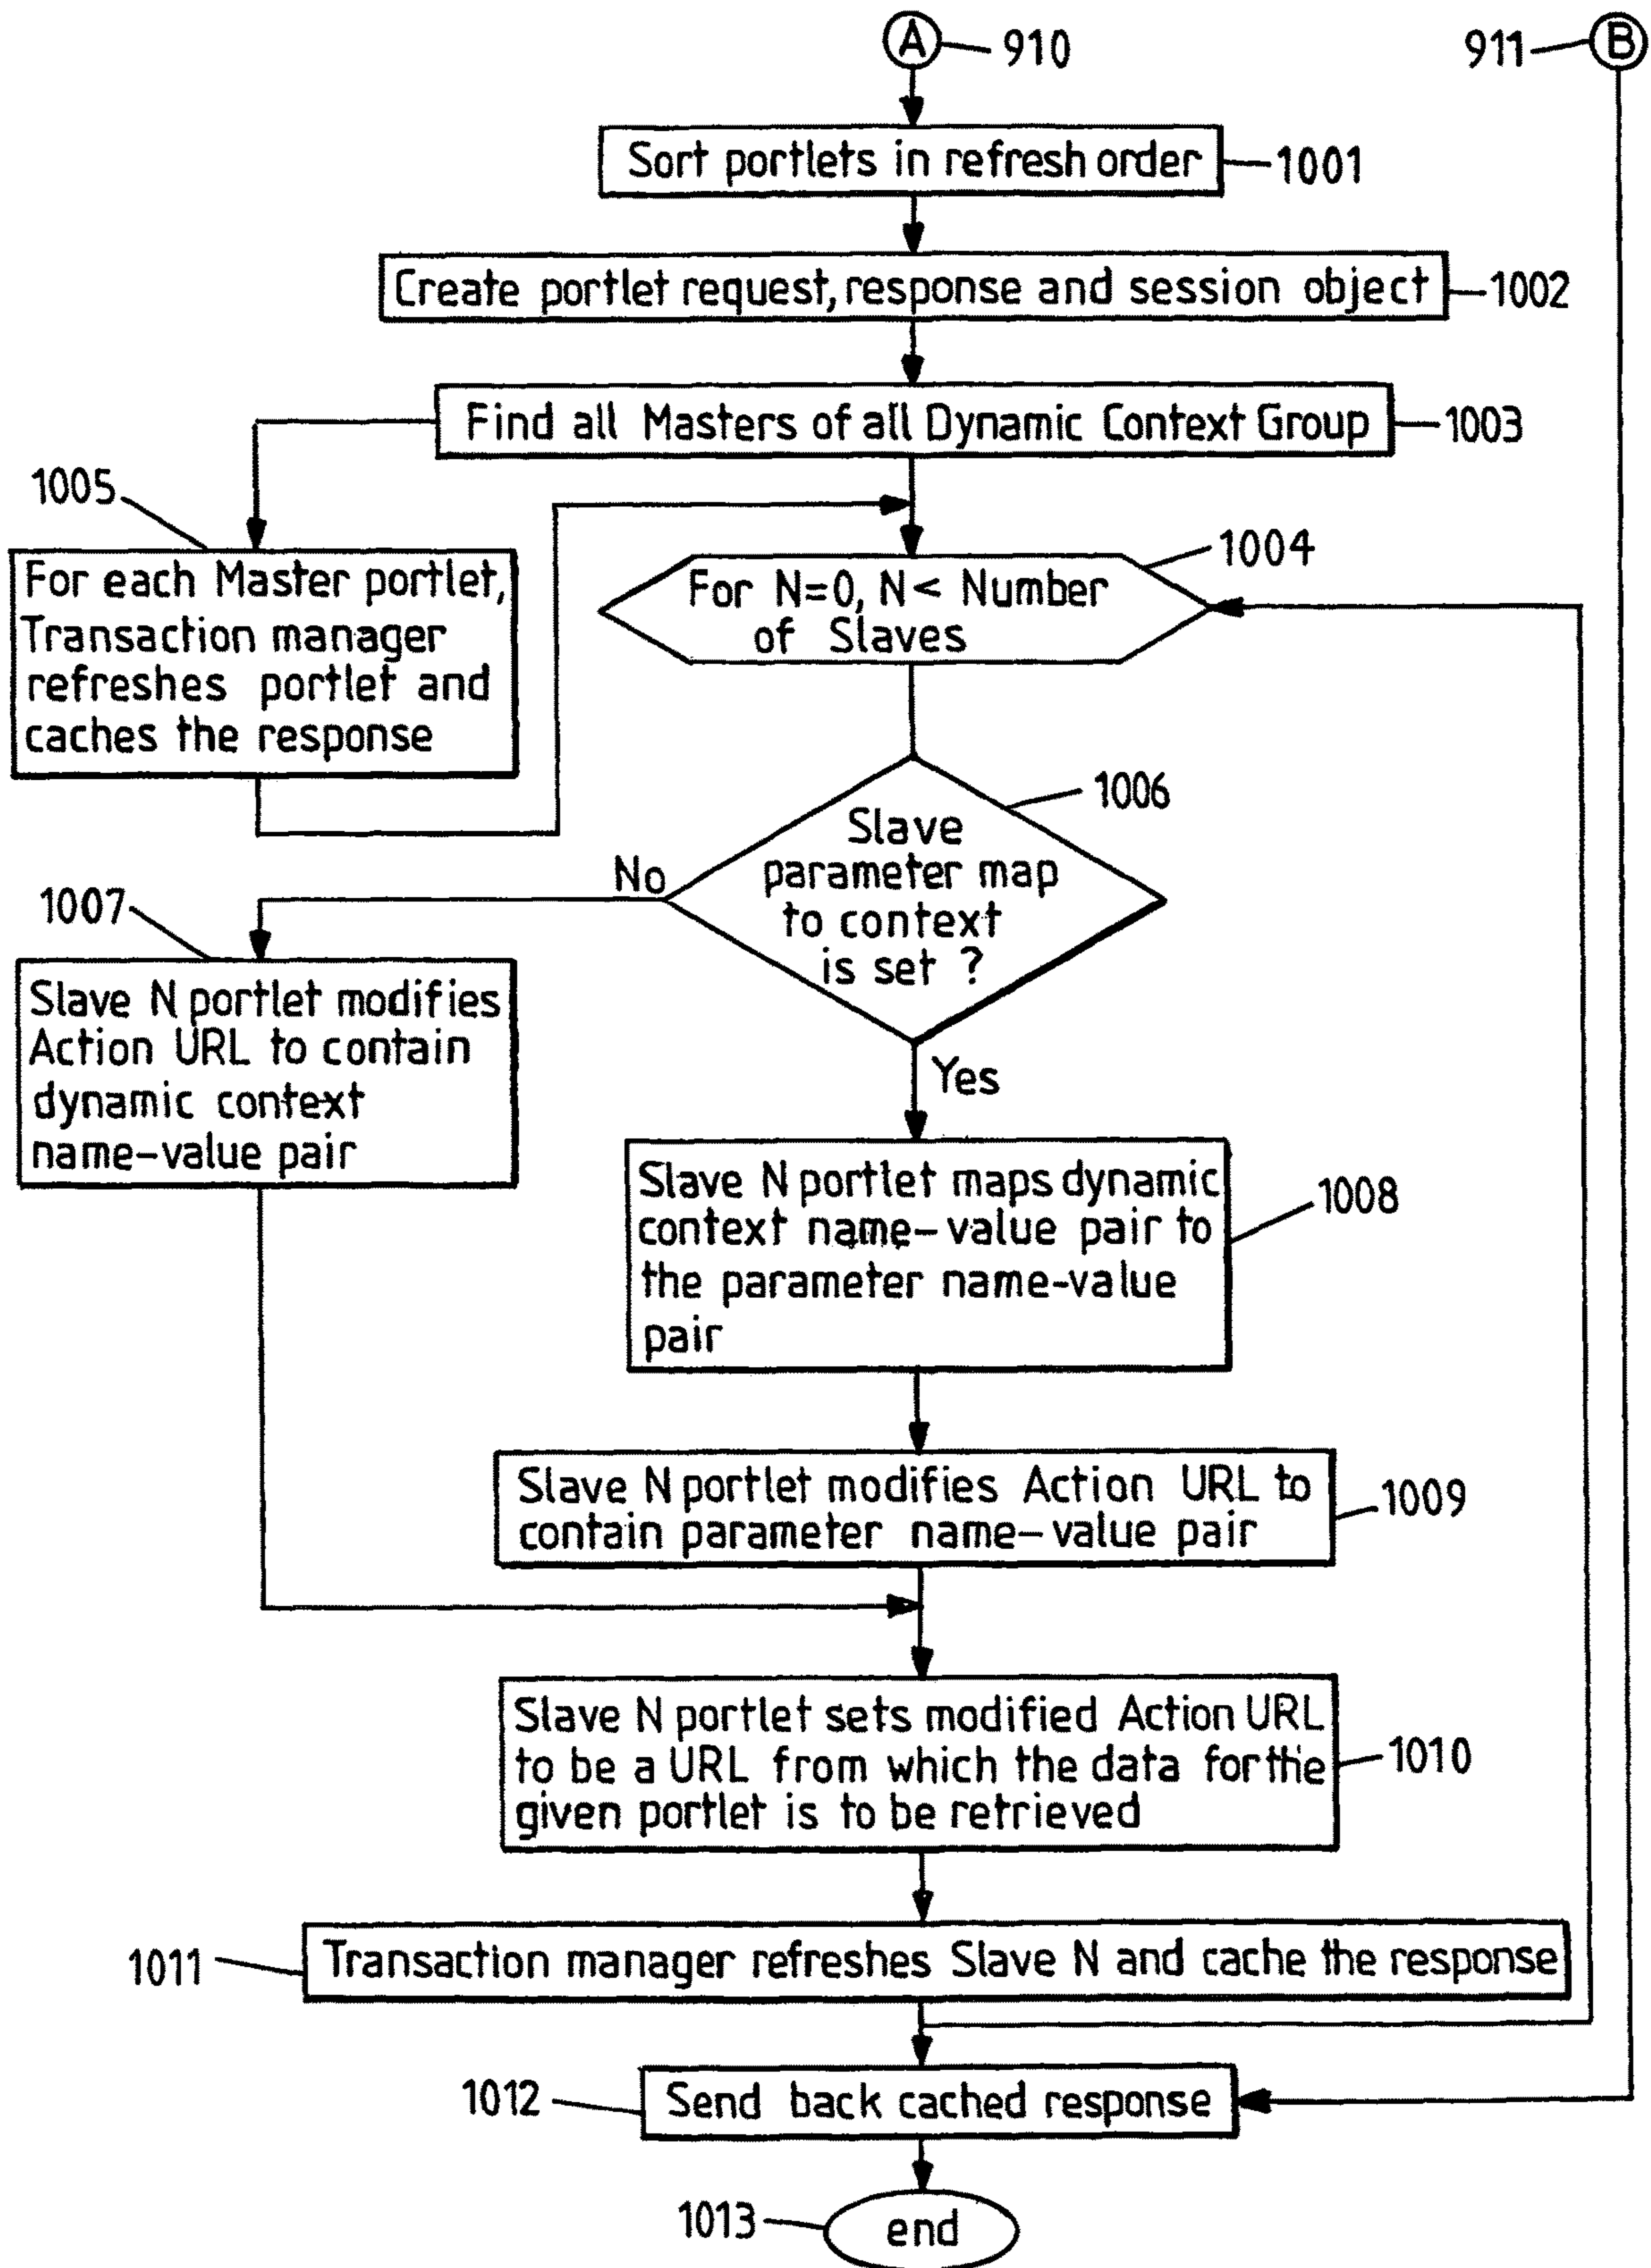 A
910
911
B
Sort portlets in refresh order
1001
Create portlet request, response and session object
1002
Find all Masters of all Dynamic Context Group
1003
1005
For each Master portlet,
Transaction manager
refreshes portlet and
caches the response
1004
For N=0, N < Number
of Slaves
1006
Slave
parameter map
to context
is set ?
No
1007
Slave N portlet modifies
Action URL to contain
dynamic context
name-value pair
Yes
Slave N portlet maps dynamic
context name-value pair to
the parameter name-value
pair
1008
Slave N portlet modifies Action URL to
contain parameter name-value pair
1009
Slave N portlet sets modified Action URL
to be a URL from which the data for the
given portlet is to be retrieved
1010
1011
Transaction manager refreshes Slave N and cache the response
1012
Send back cached response
1013
end